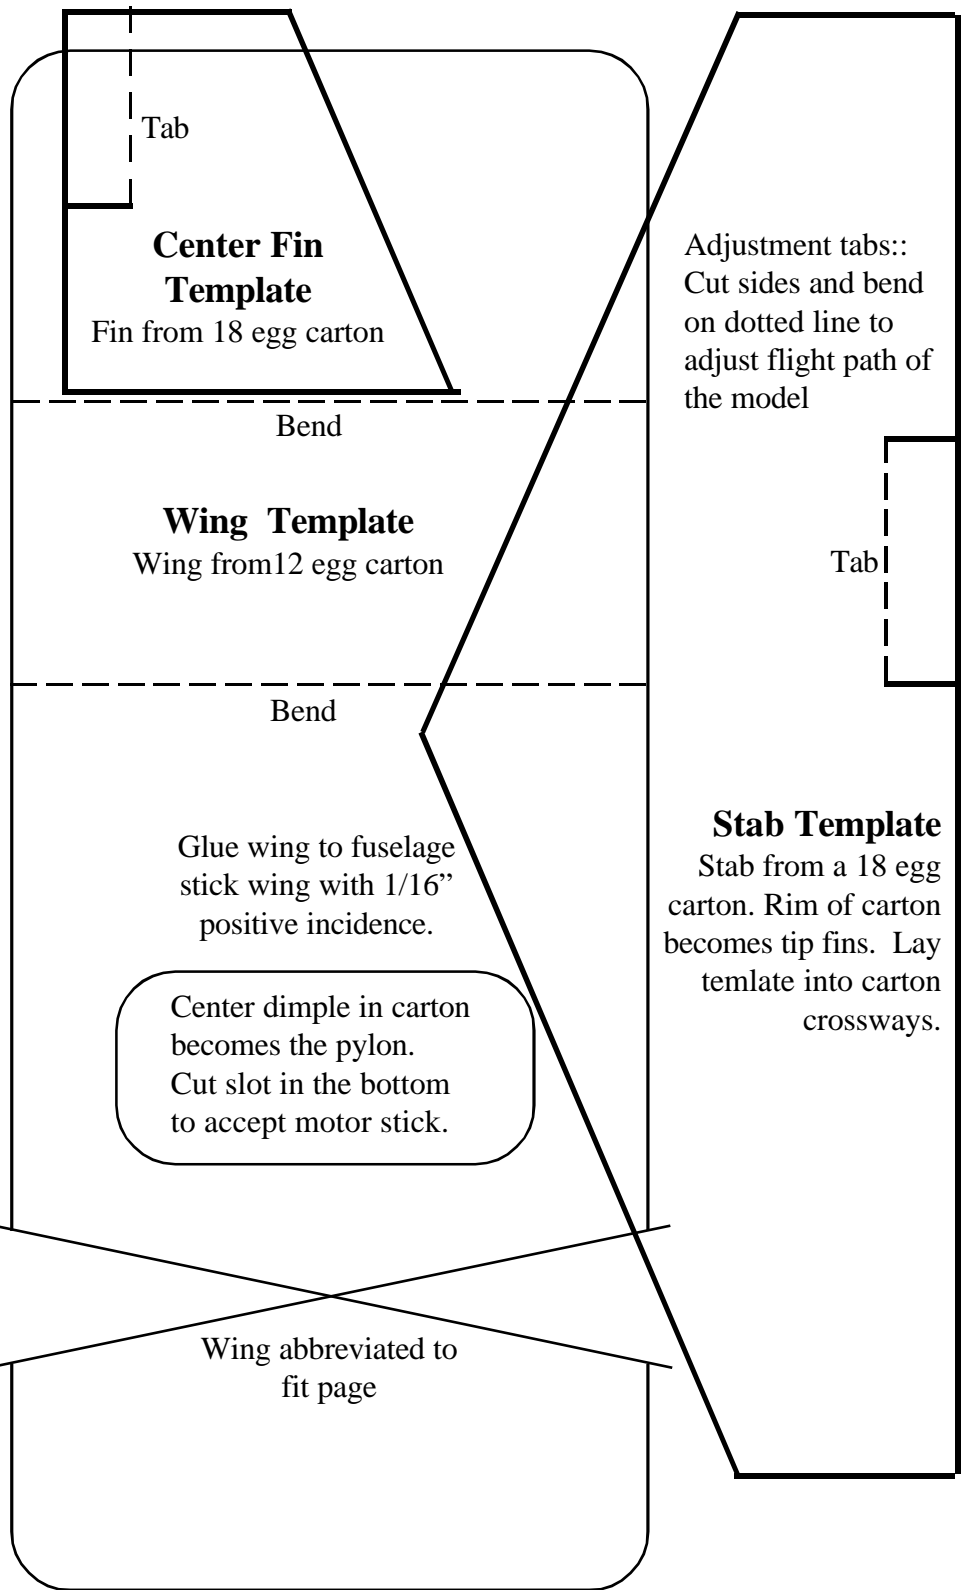 Tab
Center Fin
Template
Fin from 18 egg carton
Adjustment tabs::
Cut sides and bend
on dotted line to
adjust flight path of
the model
Bend
Wing  Template
Wing from12 egg carton
Tab
Bend
Glue wing to fuselage
stick wing with 1/16”
positive incidence.
Stab Template
Stab from a 18 egg
carton. Rim of carton
becomes tip fins.  Lay
temlate into carton
crossways.
Center dimple in carton
becomes the pylon.
Cut slot in the bottom
to accept motor stick.
Wing abbreviated to
fit page